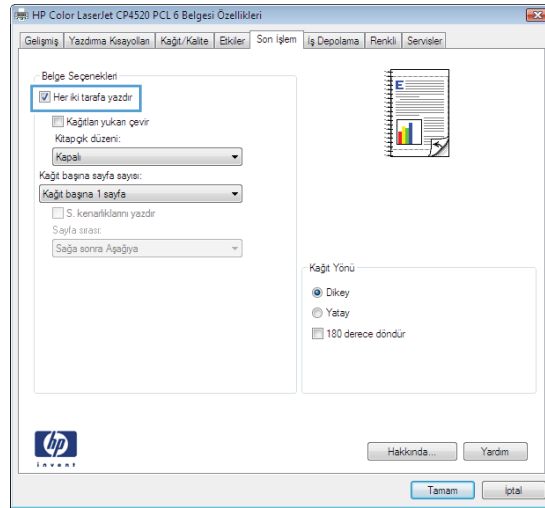 HP Color LaserJet CP4520 PCL 6 Belgesi Özellikleri
Gelişmiş Yazdırma Kısayolları Kağıt/Kalite Etkiler Son İşlem İş Depolama Renkli Servisler
Belge Seçenekleri
Her iki tarafa yazdır
Kağıtları yukarı çevir
Kitapçık düzeni:
Kapalı
Kağıt başına sayfa sayısı:
Kağıt başına 1 sayfa
S. kenarlıklarını yazdır
Sayfa sırası:
Sağa sonra Aşağıya
E
Kağıt Yönü
Dikey
Yatay
180 derece döndür
hp
invent
Hakkında... Yardım
Tamam İptal